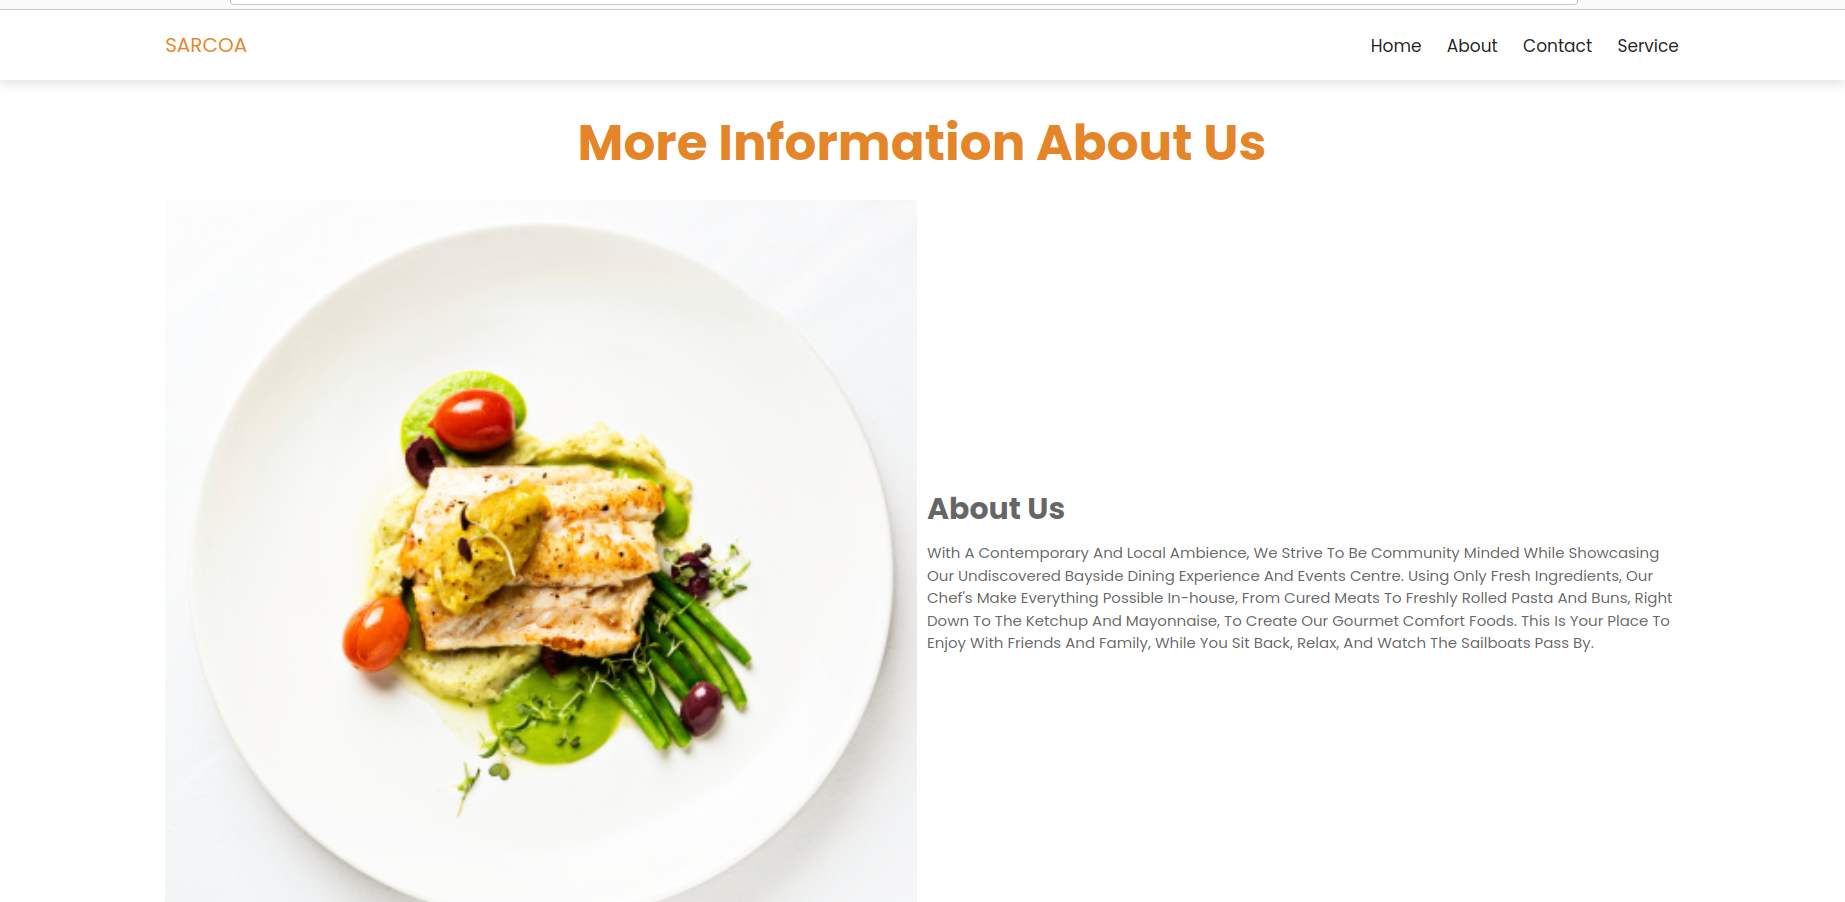 SARCOA
Home About Contact Service
More Information About Us
About Us
With A Contemporary And Local Ambience, We Strive To Be Community Minded While Showcasing
Our Undiscovered Bayside Dining Experience And Events Centre. Using Only Fresh Ingredients, Our
Chef's Make Everything Possible In-house, From Cured Meats To Freshly Rolled Pasta And Buns, Right
Down To The Ketchup And Mayonnaise, To Create Our Gourmet Comfort Foods. This Is Your Place To
Enjoy With Friends And Family, While You Sit Back, Relax, And Watch The Sailboats Pass By.